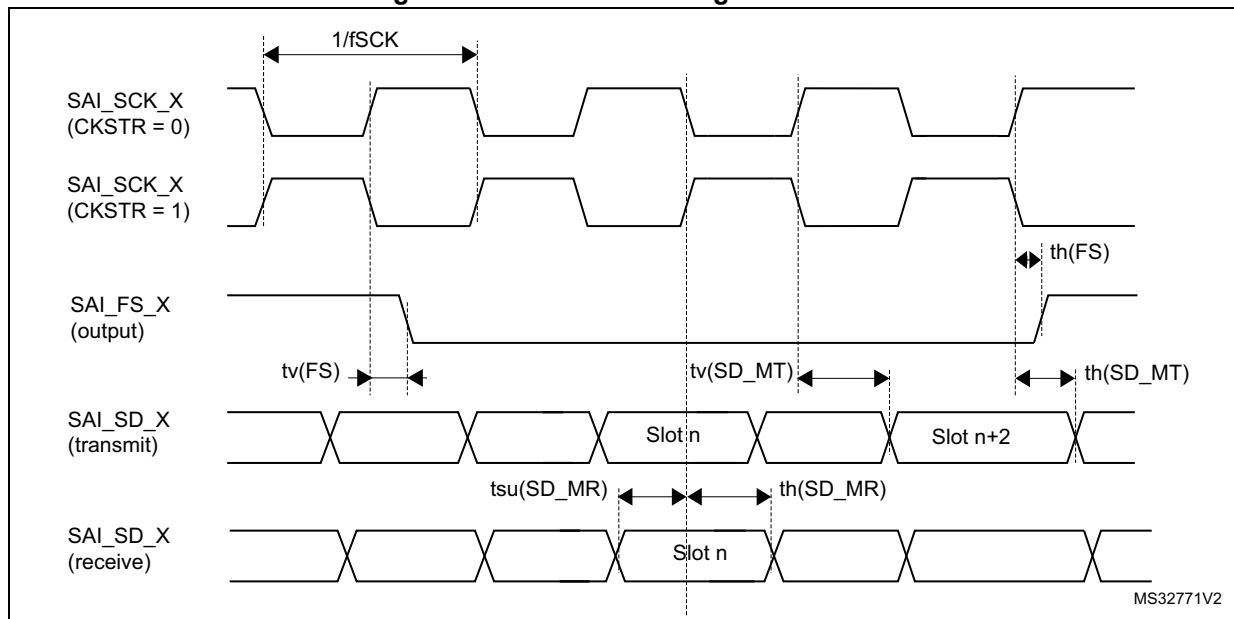 1/fSCK
SAI_SCK_X
(CKSTR = 0)
SAI_SCK_X
(CKSTR = 1)
th(FS)
SAI_FS_X
(output)
tv(FS)
tv(SD_MT)
th(SD_MT)
SAI_SD_X
(transmit)
Slot n
Slot n+2
tsu(SD_MR)
th(SD_MR)
SAI_SD_X
(receive)
Slot n
MS32771V2